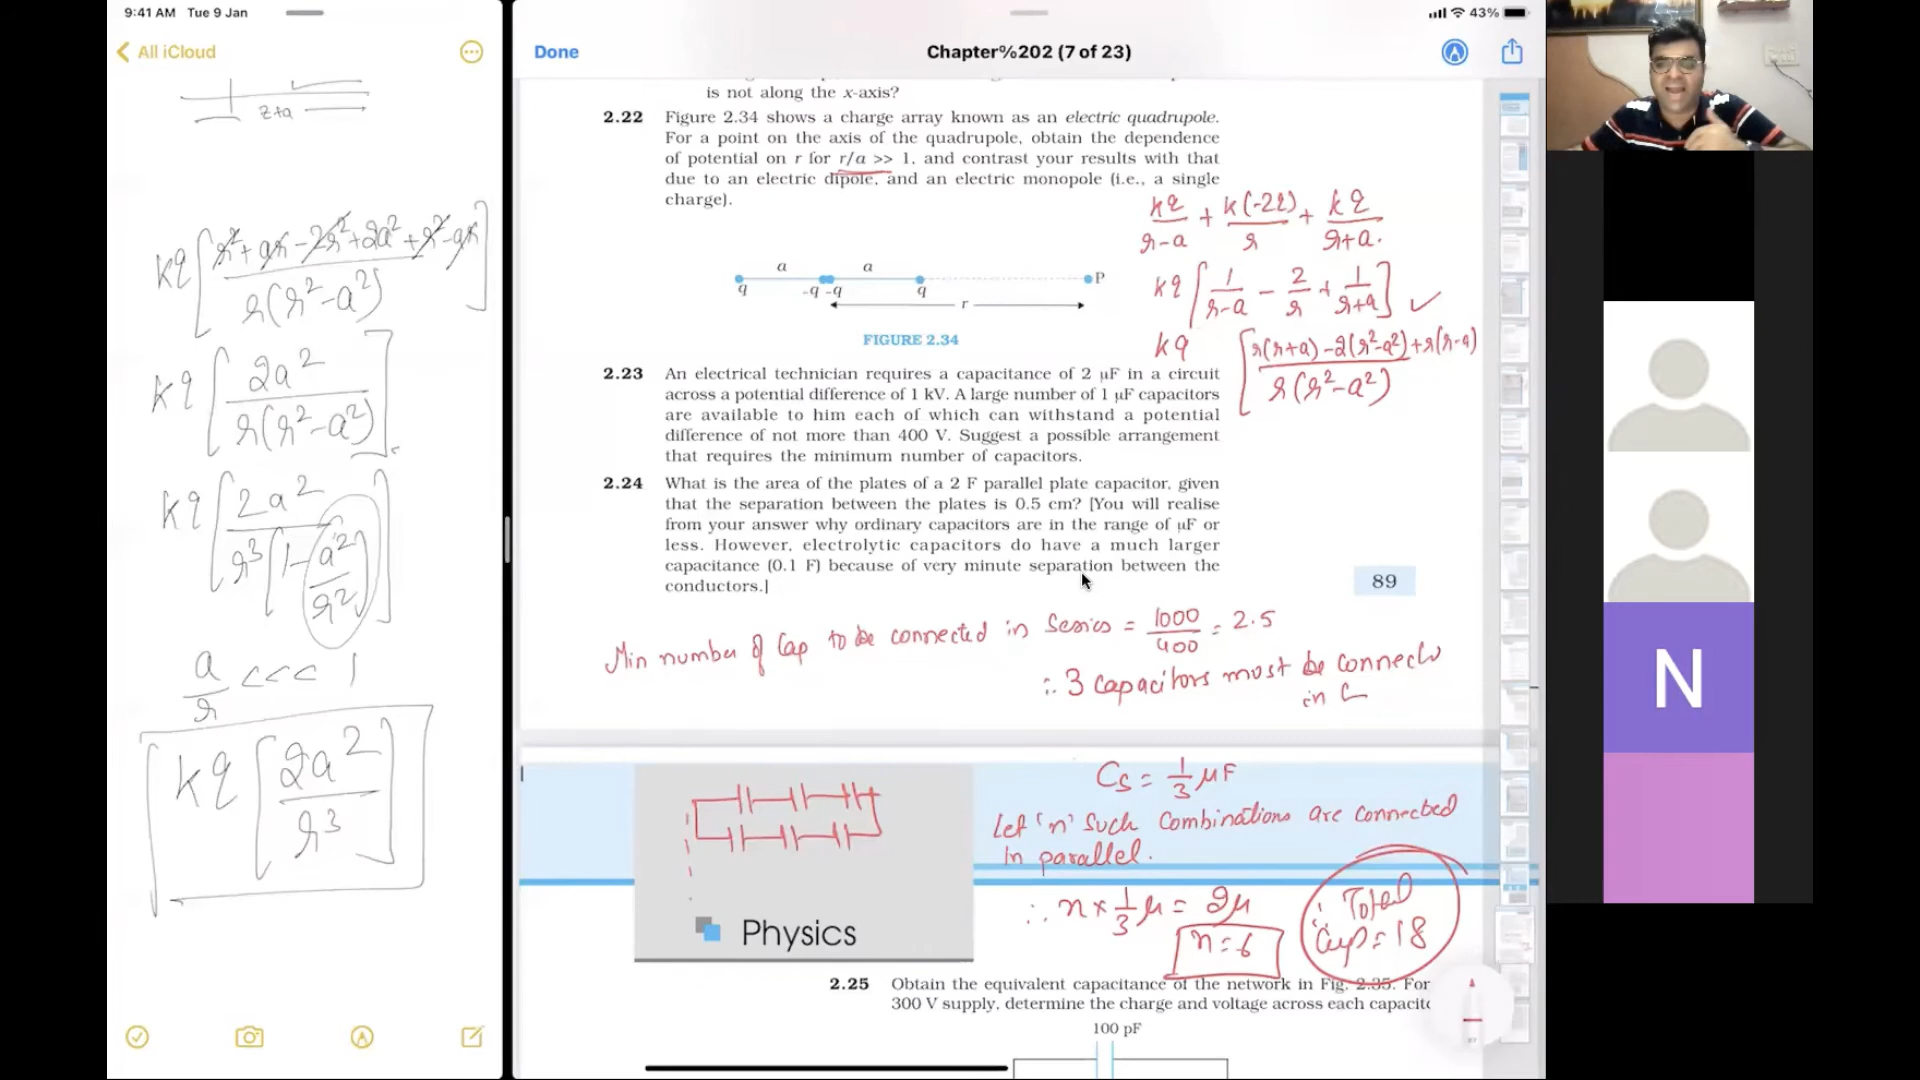 9:41 AM Tue 9 Jan
All iCloud
z+a
kq[r²+ar-2r²+2a²+r²-ar / r(r²-a²)]
kq[2a² / r(r²-a²)]
kq[2a² / r³[1-a²/r²]]
a/r <<< 1
kq[2a²/r³]
43%
Done
Chapter%202 (7 of 23)
is not along the x-axis?
2.22 Figure 2.34 shows a charge array known as an electric quadrupole.
For a point on the axis of the quadrupole, obtain the dependence
of potential on r for r/a >> 1, and contrast your results with that
due to an electric dipole, and an electric monopole (i.e., a single
charge).
kq/r-a + k(-2q)/r + kq/r+a.
kq[1/r-a - 2/r + 1/r+a] ✓
kq [r(r+a)-2(r²-a²)+r(r-a) / r(r²-a²)
a a
q -q -q q P
r
FIGURE 2.34
2.23 An electrical technician requires a capacitance of 2 µF in a circuit
across a potential difference of 1 kV. A large number of 1 µF capacitors
are available to him each of which can withstand a potential
difference of not more than 400 V. Suggest a possible arrangement
that requires the minimum number of capacitors.
2.24 What is the area of the plates of a 2 F parallel plate capacitor, given
that the separation between the plates is 0.5 cm? [You will realise
from your answer why ordinary capacitors are in the range of µF or
less. However, electrolytic capacitors do have a much larger
capacitance (0.1 F) because of very minute separation between the
conductors.]
89
Min number of Cap to be connected in Series = 1000/400 = 2.5
∴ 3 capacitors most be connecto
in
Cs = 1/3 µF
Let 'n' Such Combinations are connected
in parallel.
∴ n × 1/3 µ = 2µ
n = 6
∴ Total
Cap = 18
Physics
2.25 Obtain the equivalent capacitance of the network in Fig. 2.35. For
300 V supply, determine the charge and voltage across each
100 pF
N